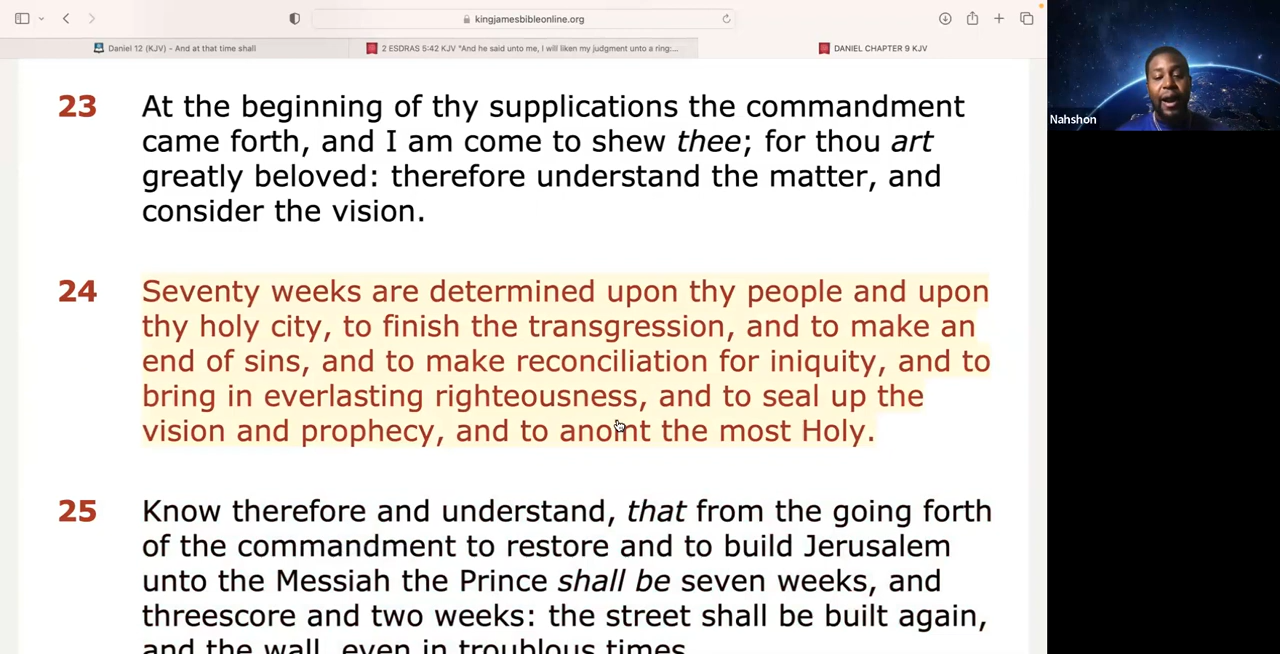 kingjamesbibleonline.org
Daniel 12 (KJV) - And at that time shall
2 ESDRAS 5:42 KJV "And he said unto me, I will liken my judgment unto a ring:...
DANIEL CHAPTER 9 KJV
Nahshon
23 At the beginning of thy supplications the commandment
came forth, and I am come to shew thee; for thou art
greatly beloved: therefore understand the matter, and
consider the vision.
24 Seventy weeks are determined upon thy people and upon
thy holy city, to finish the transgression, and to make an
end of sins, and to make reconciliation for iniquity, and to
bring in everlasting righteousness, and to seal up the
vision and prophecy, and to anoint the most Holy.
25 Know therefore and understand, that from the going forth
of the commandment to restore and to build Jerusalem
unto the Messiah the Prince shall be seven weeks, and
threescore and two weeks: the street shall be built again,
and the wall, even in troublous times.